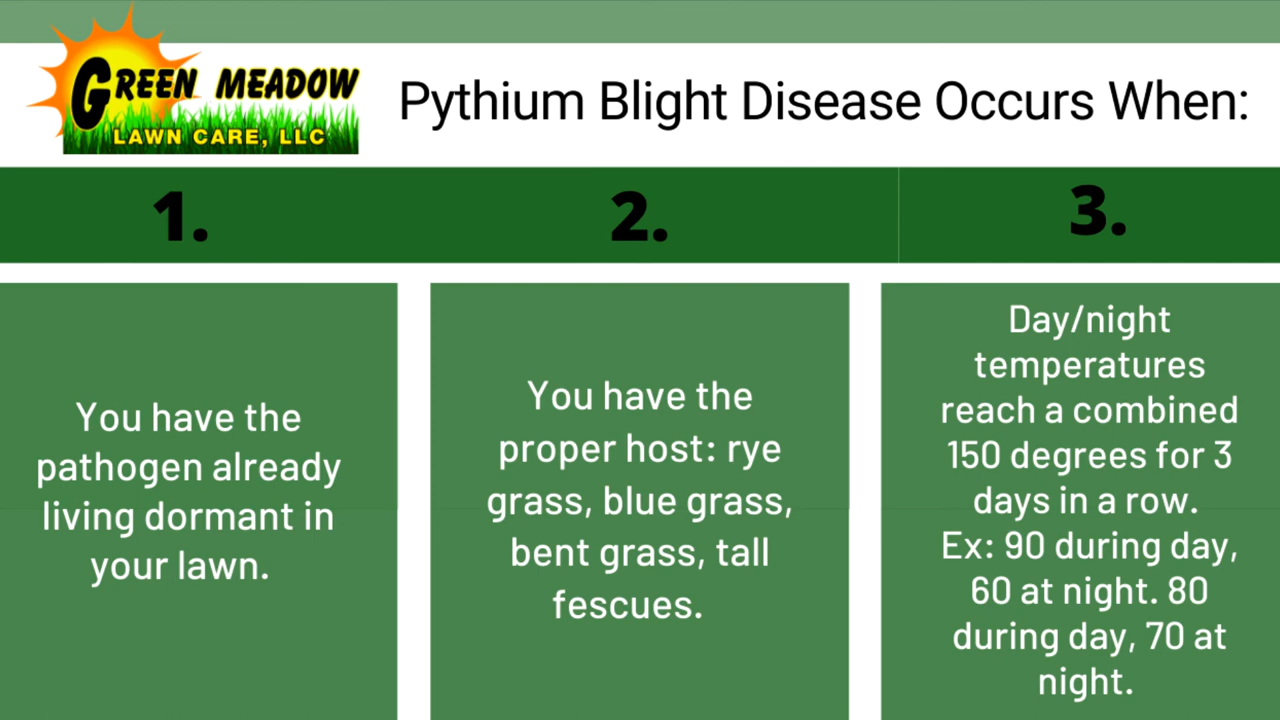 GREEN MEADOW
LAWN CARE, LLC
Pythium Blight Disease Occurs When:
1.
2.
3.
You have the
pathogen already
living dormant in
your lawn.
You have the
proper host: rye
grass, blue grass,
bent grass, tall
fescues.
Day/night
temperatures
reach a combined
150 degrees for 3
days in a row.
Ex: 90 during day,
60 at night. 80
during day, 70 at
night.